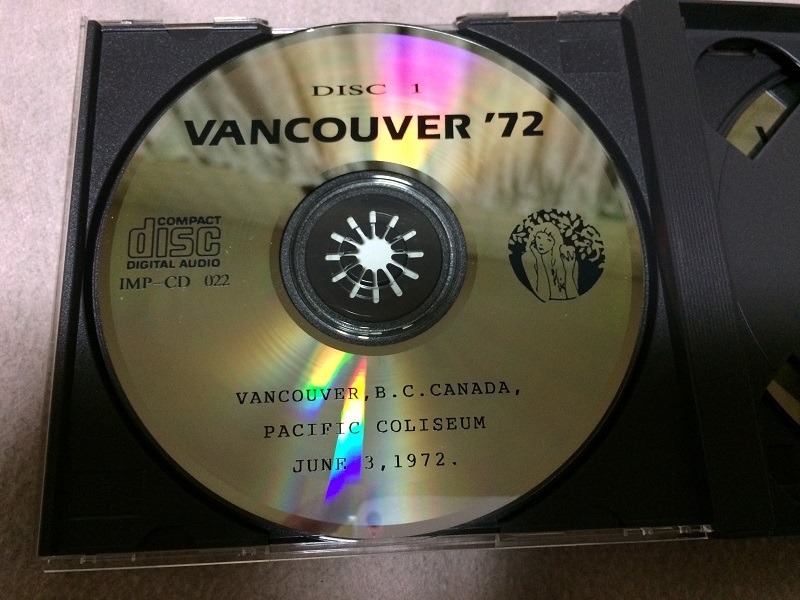 DISC 1
VANCOUVER '72
COMPACT
disc
DIGITAL AUDIO
IMP-CD 022
VANCOUVER,B.C.CANADA,
PACIFIC COLISEUM
JUNE 3,1972.